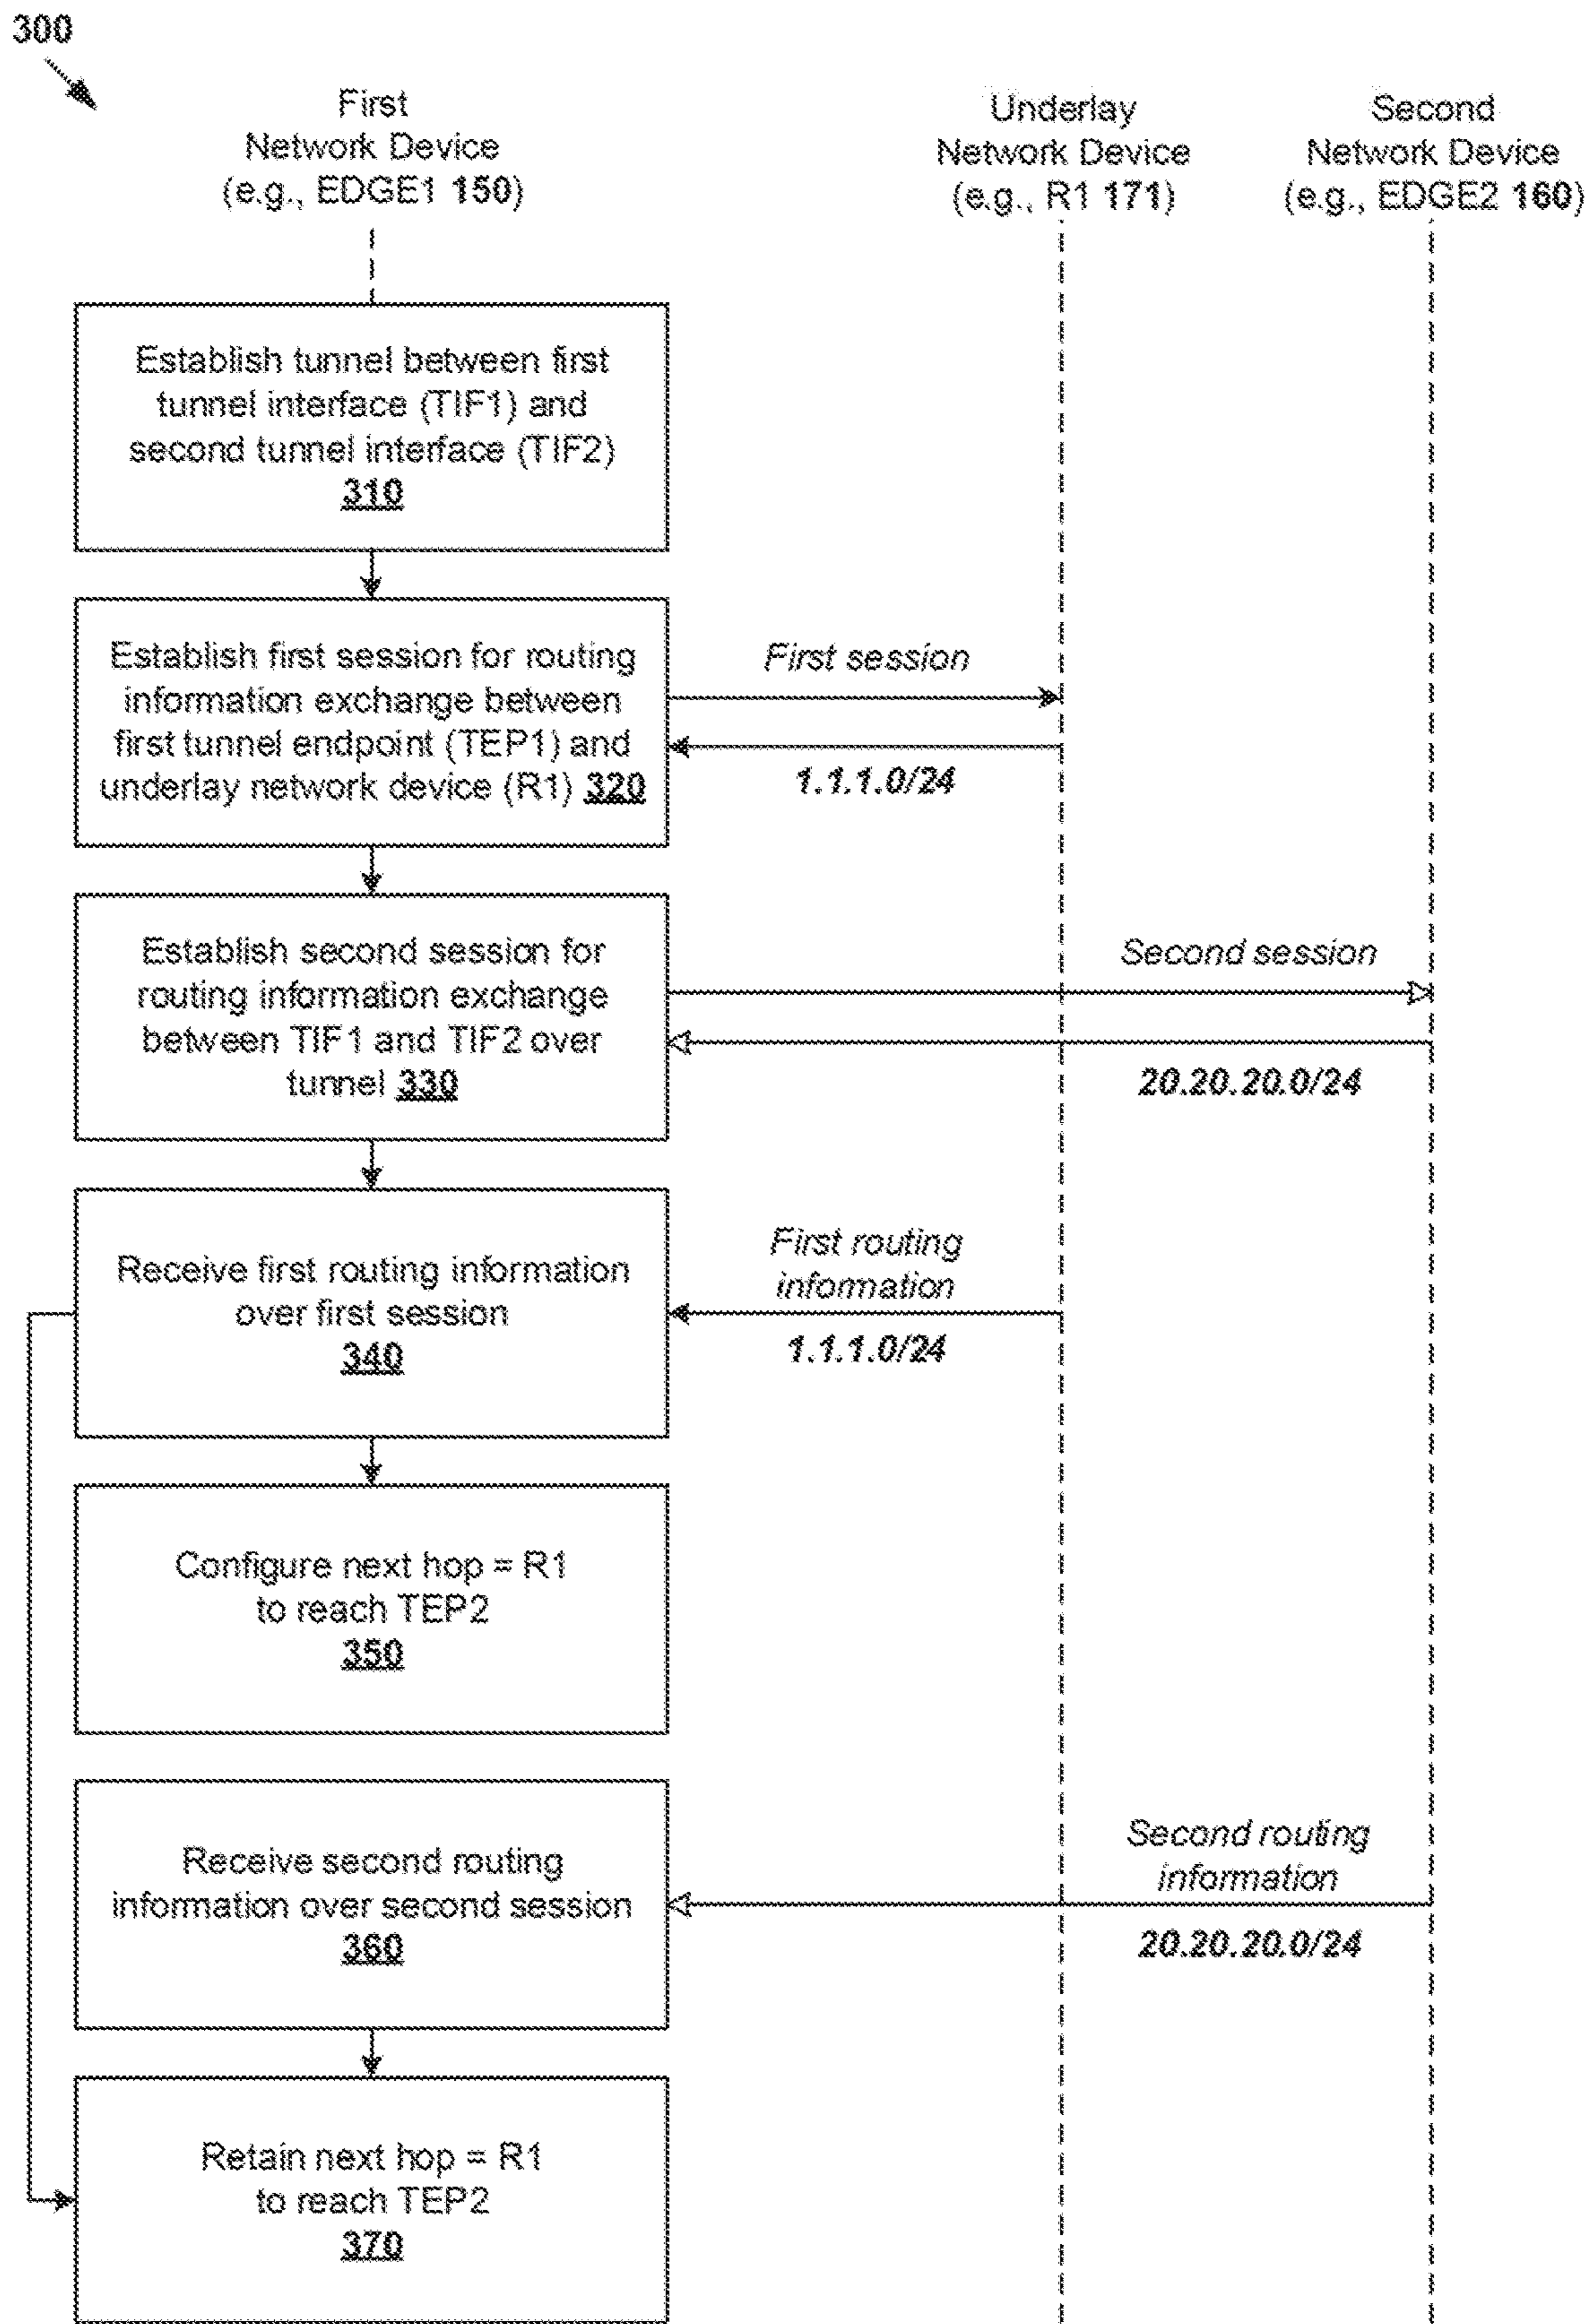 300
First
Network Device
(e.g., EDGE1 150)
Underlay
Network Device
(e.g., R1 171)
Second
Network Device
(e.g., EDGE2 160)
Establish tunnel between first
tunnel interface (TIF1) and
second tunnel interface (TIF2)
310
Establish first session for routing
information exchange between
first tunnel endpoint (TEP1) and
underlay network device (R1) 320
First session
1.1.1.0/24
Establish second session for
routing information exchange
between TIF1 and TIF2 over
tunnel 330
Second session
20.20.20.0/24
Receive first routing information
over first session
340
First routing
information
1.1.1.0/24
Configure next hop = R1
to reach TEP2
350
Receive second routing
information over second session
360
Second routing
information
20.20.20.0/24
Retain next hop = R1
to reach TEP2
370